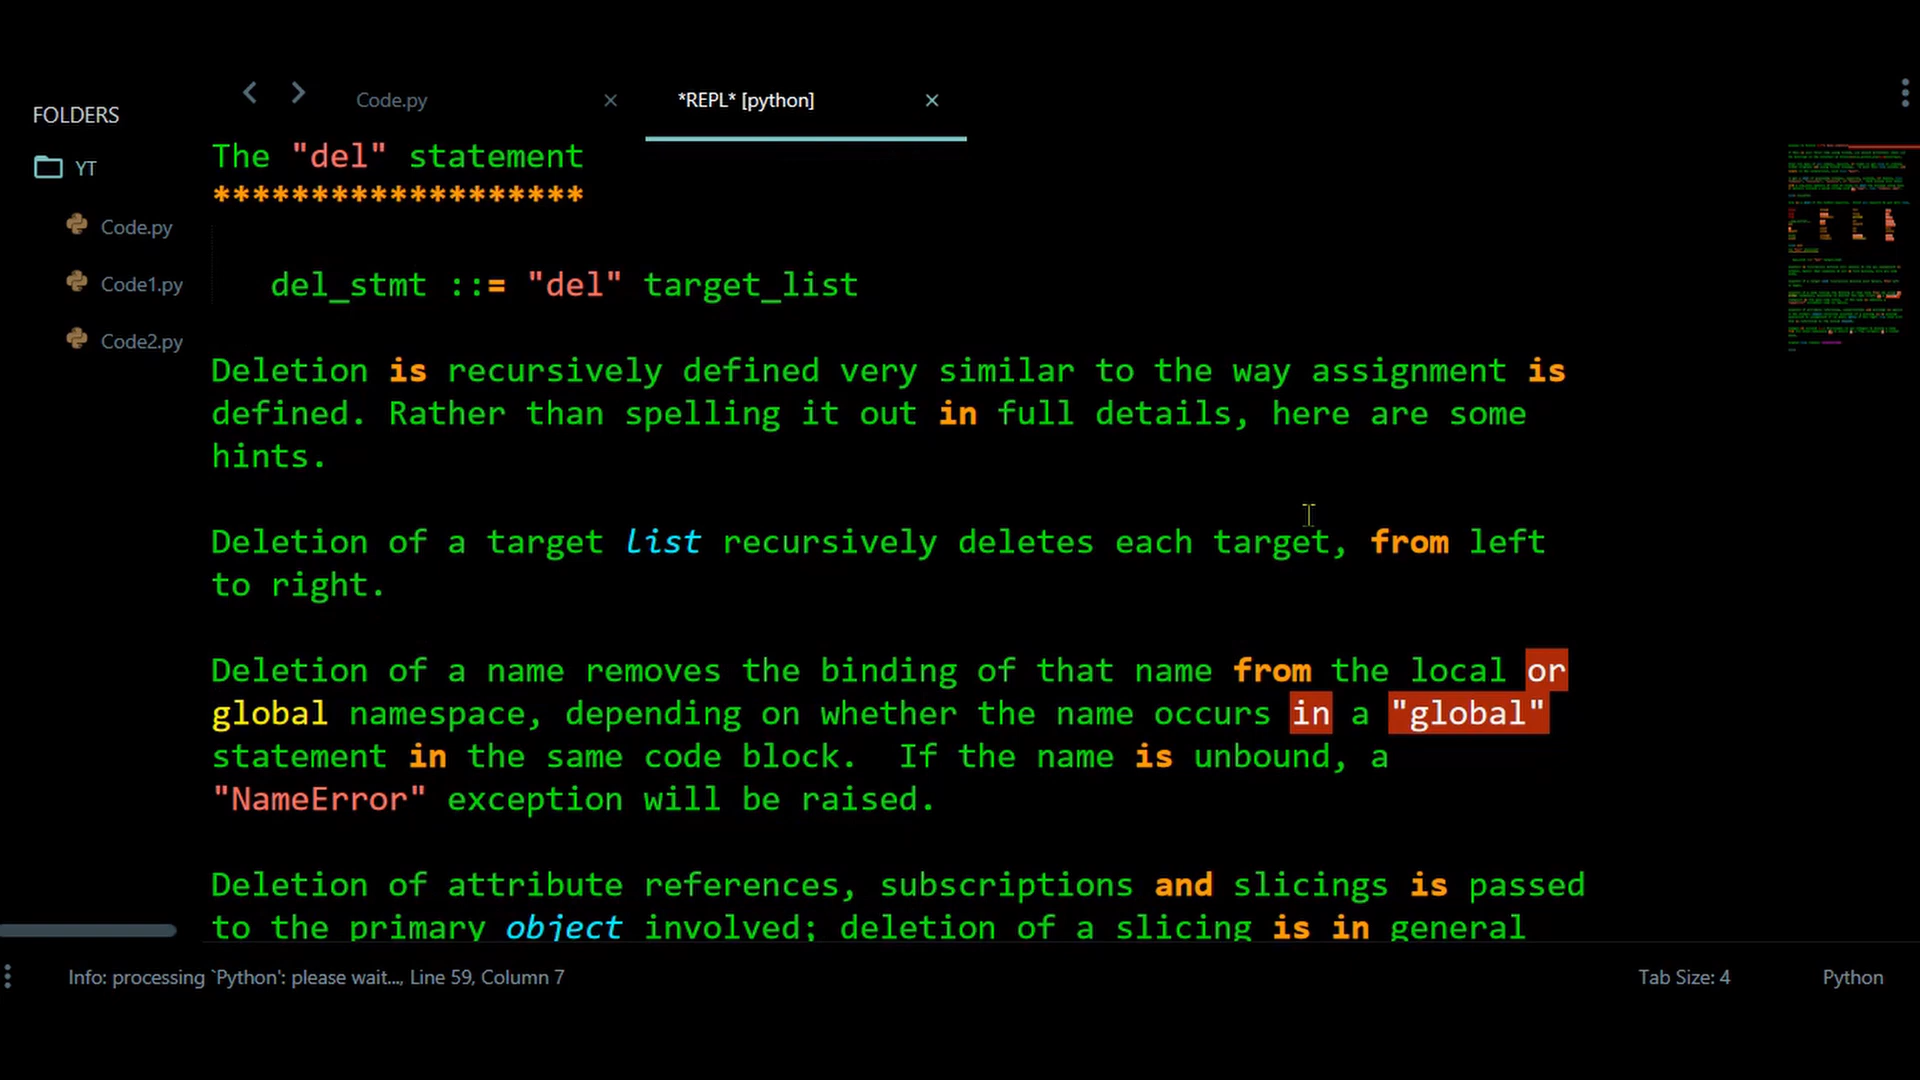 Code.py
*REPL* [python]
FOLDERS
YT
Code.py
Code1.py
Code2.py
The "del" statement
*******************
del_stmt ::= "del" target_list
Deletion is recursively defined very similar to the way assignment is
defined. Rather than spelling it out in full details, here are some
hints.
Deletion of a target list recursively deletes each target, from left
to right.
Deletion of a name removes the binding of that name from the local or
global namespace, depending on whether the name occurs in a "global"
statement in the same code block.  If the name is unbound, a
"NameError" exception will be raised.
Deletion of attribute references, subscriptions and slicings is passed
to the primary object involved; deletion of a slicing is in general
Info: processing `Python': please wait..., Line 59, Column 7
Tab Size: 4
Python